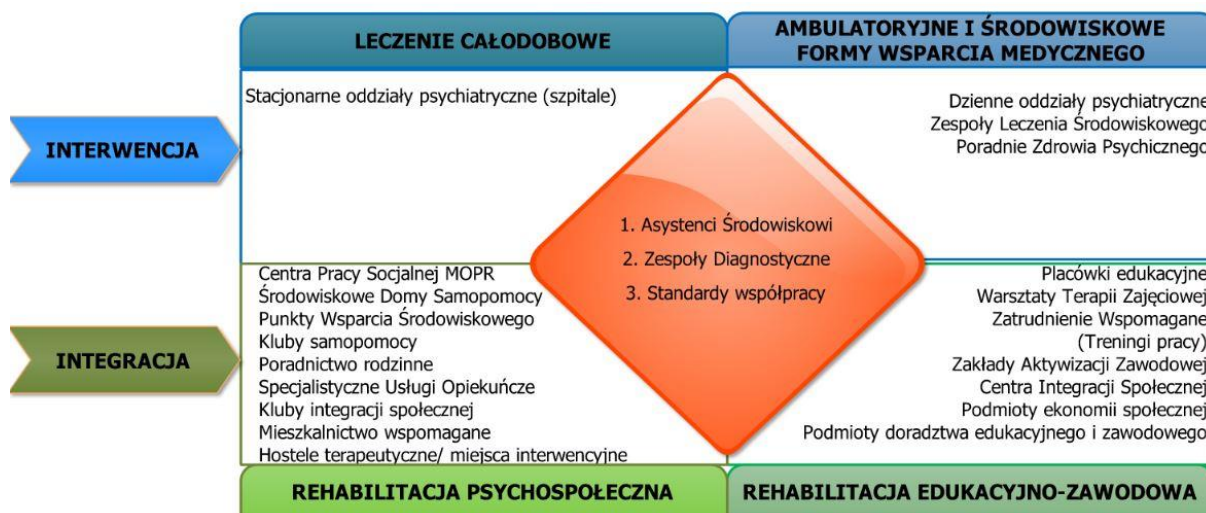 LECZENIE CAŁODOBOWE
AMBULATORYJNE I ŚRODOWISKOWE
FORMY WSPARCIA MEDYCZNEGO
INTERWENCJA
Stacjonarne oddziały psychiatryczne (szpitale)
Dzienne oddziały psychiatryczne
Zespoły Leczenia Środowiskowego
Poradnie Zdrowia Psychicznego
1. Asystenci Środowiskowi
2. Zespoły Diagnostyczne
3. Standardy współpracy
INTEGRACJA
Centra Pracy Socjalnej MOPR
Środowiskowe Domy Samopomocy
Punkty Wsparcia Środowiskowego
Kluby samopomocy
Poradnictwo rodzinne
Specjalistyczne Usługi Opiekuńcze
Kluby integracji społecznej
Mieszkalnictwo wspomagane
Hostele terapeutyczne/ miejsca interwencyjne
Placówki edukacyjne
Warsztaty Terapii Zajęciowej
Zatrudnienie Wspomagane
(Treningi pracy)
Zakłady Aktywizacji Zawodowej
Centra Integracji Społecznej
Podmioty ekonomii społecznej
Podmioty doradztwa edukacyjnego i zawodowego
REHABILITACJA PSYCHOSPOŁECZNA
REHABILITACJA EDUKACYJNO-ZAWODOWA